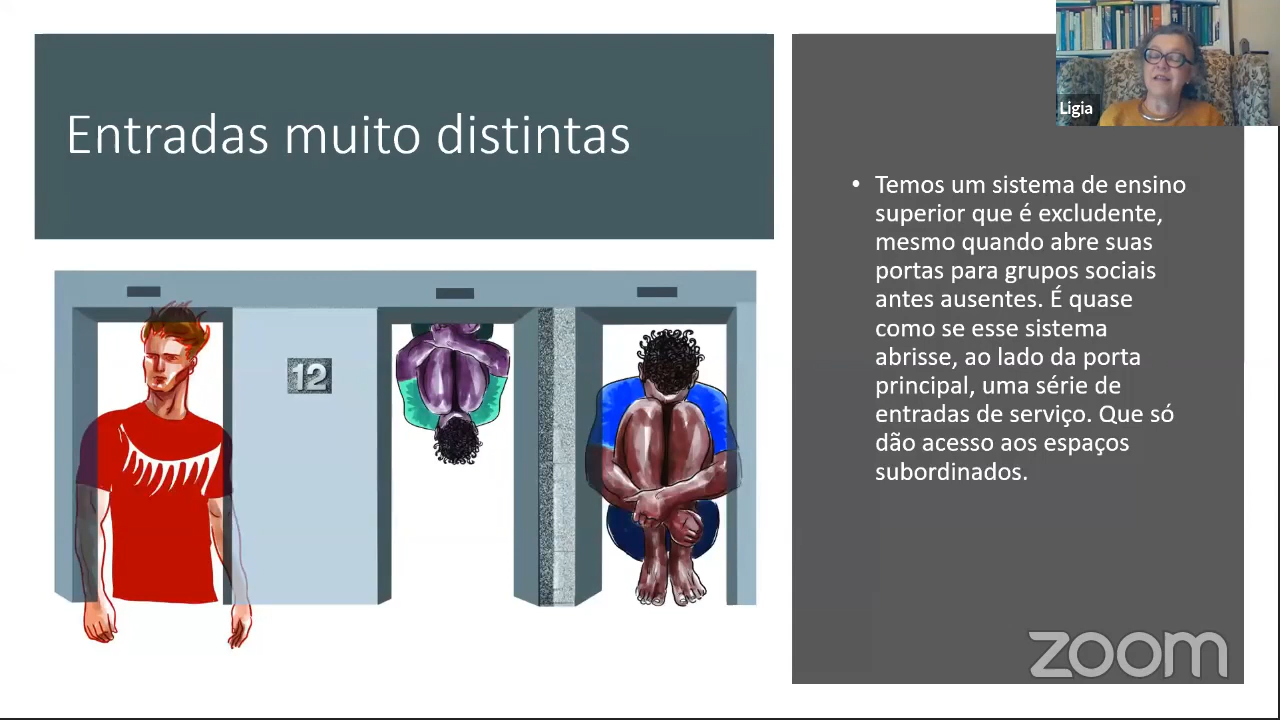 Entradas muito distintas
12
• Temos um sistema de ensino
superior que é excludente,
mesmo quando abre suas
portas para grupos sociais
antes ausentes. É quase
como se esse sistema
abrisse, ao lado da porta
principal, uma série de
entradas de serviço. Que só
dão acesso aos espaços
subordinados.
Ligia
zoom